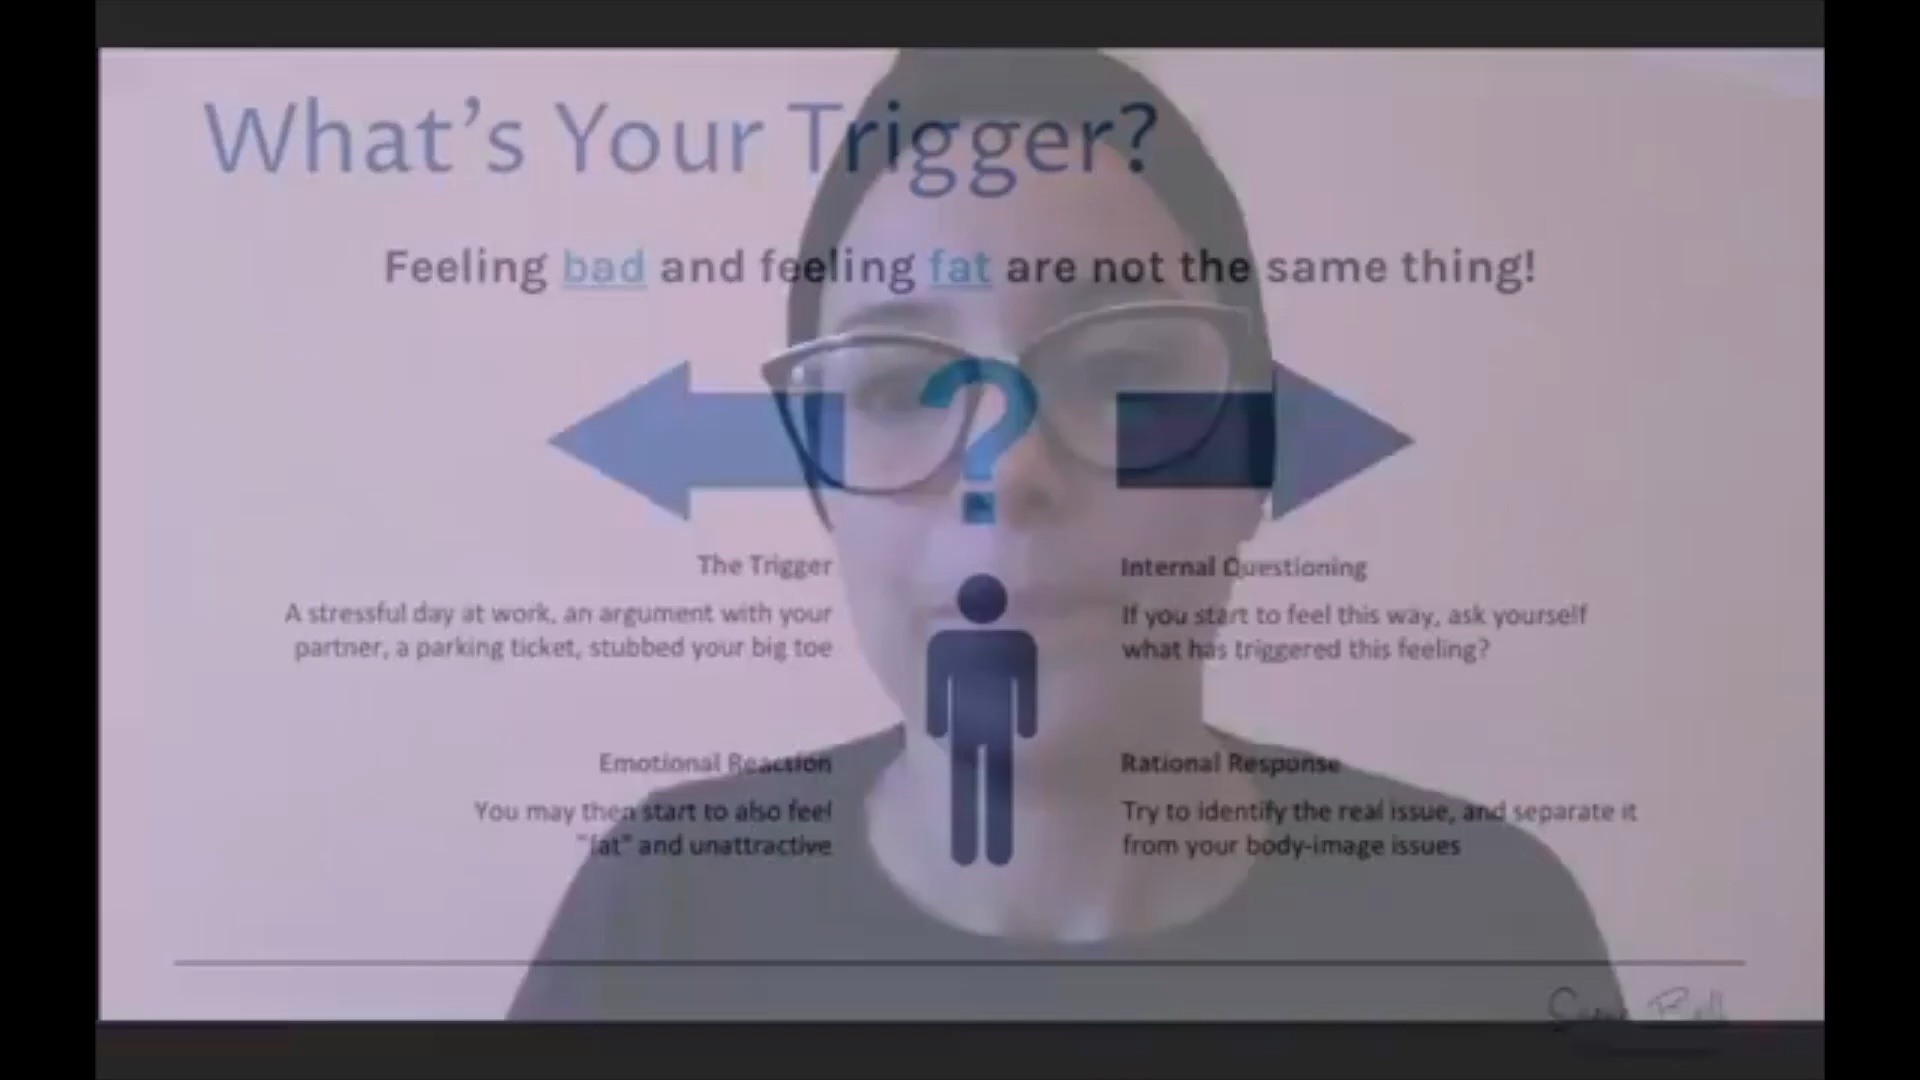 What's Your Trigger?
Feeling bad and feeling fat are not the same thing!
?
The Trigger
A stressful day at work, an argument with your
partner, a parking ticket, stubbed your big toe
Internal Questioning
If you start to feel this way, ask yourself
what has triggered this feeling?
Emotional Reaction
You may then start to also feel
"fat" and unattractive
Rational Response
Try to identify the real issue, and separate it
from your body-image issues